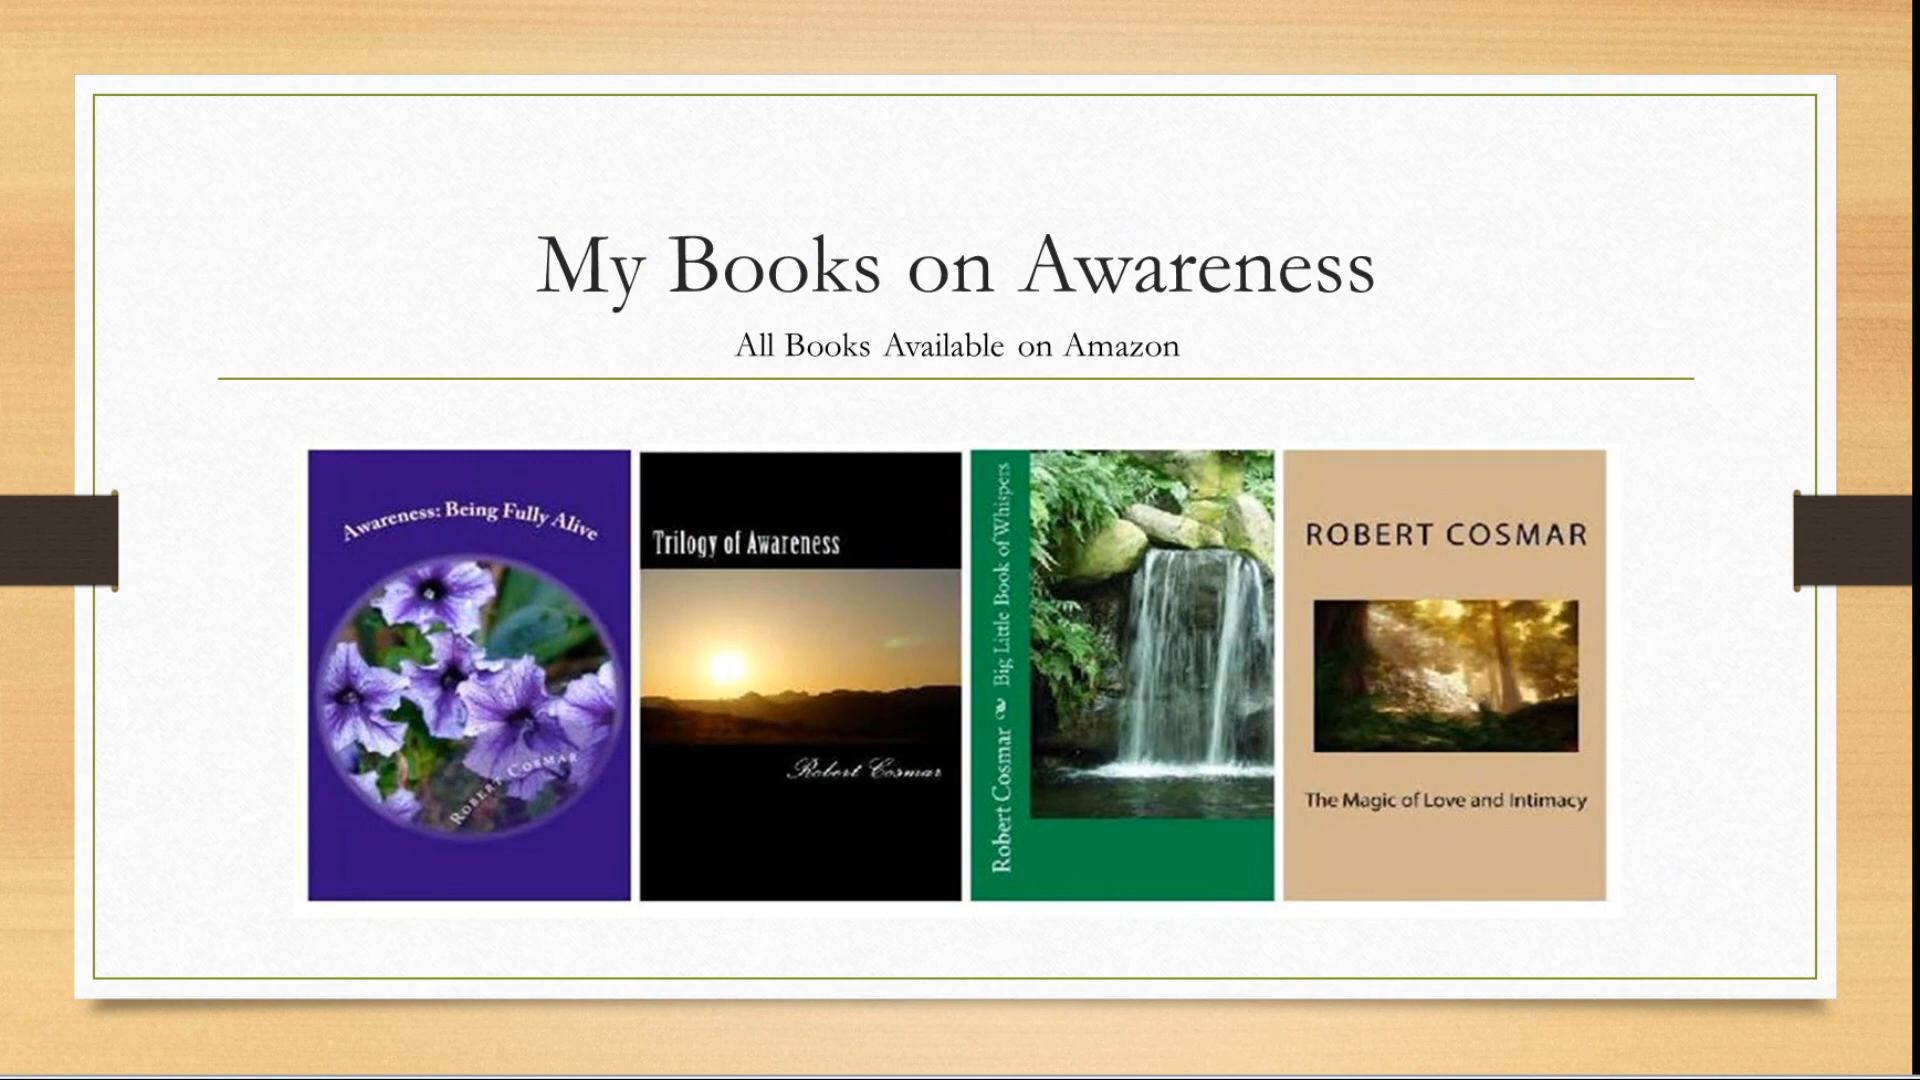 My Books on Awareness
All Books Available on Amazon
Awareness: Being Fully Alive
ROBERT COSMAR
Trilogy of Awareness
Robert Cosmar
Robert Cosmar Big Little Book of Whispers
ROBERT COSMAR
The Magic of Love and Intimacy